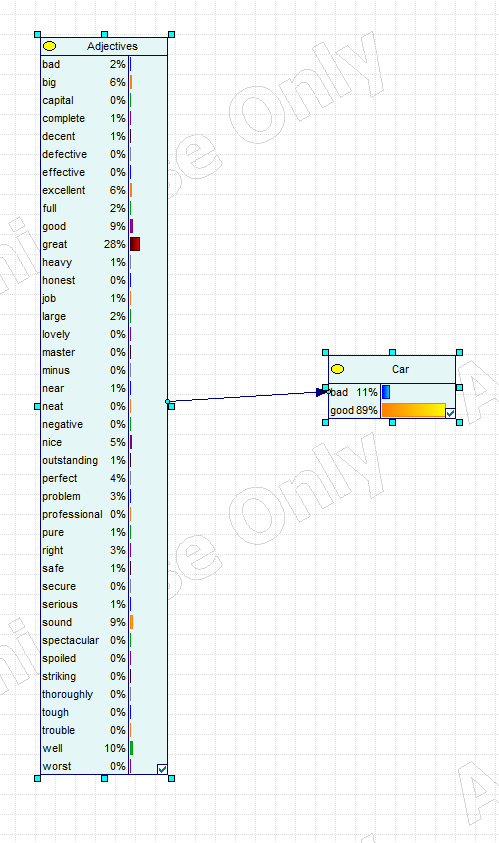 Adjectives
bad 2%
big 6%
capital 0%
complete 1%
decent 1%
defective 0%
effective 0%
excellent 6%
full 2%
good 9%
great 28%
heavy 1%
honest 0%
job 1%
large 2%
lovely 0%
master 0%
minus 0%
near 1%
neat 0%
negative 0%
nice 5%
outstanding 1%
perfect 4%
problem 3%
professional 0%
pure 1%
right 3%
safe 1%
secure 0%
serious 1%
sound 9%
spectacular 0%
spoiled 0%
striking 0%
thoroughly 0%
tough 0%
trouble 0%
well 10%
worst 0%
Car
bad 11%
good 89%
se Only
se Only